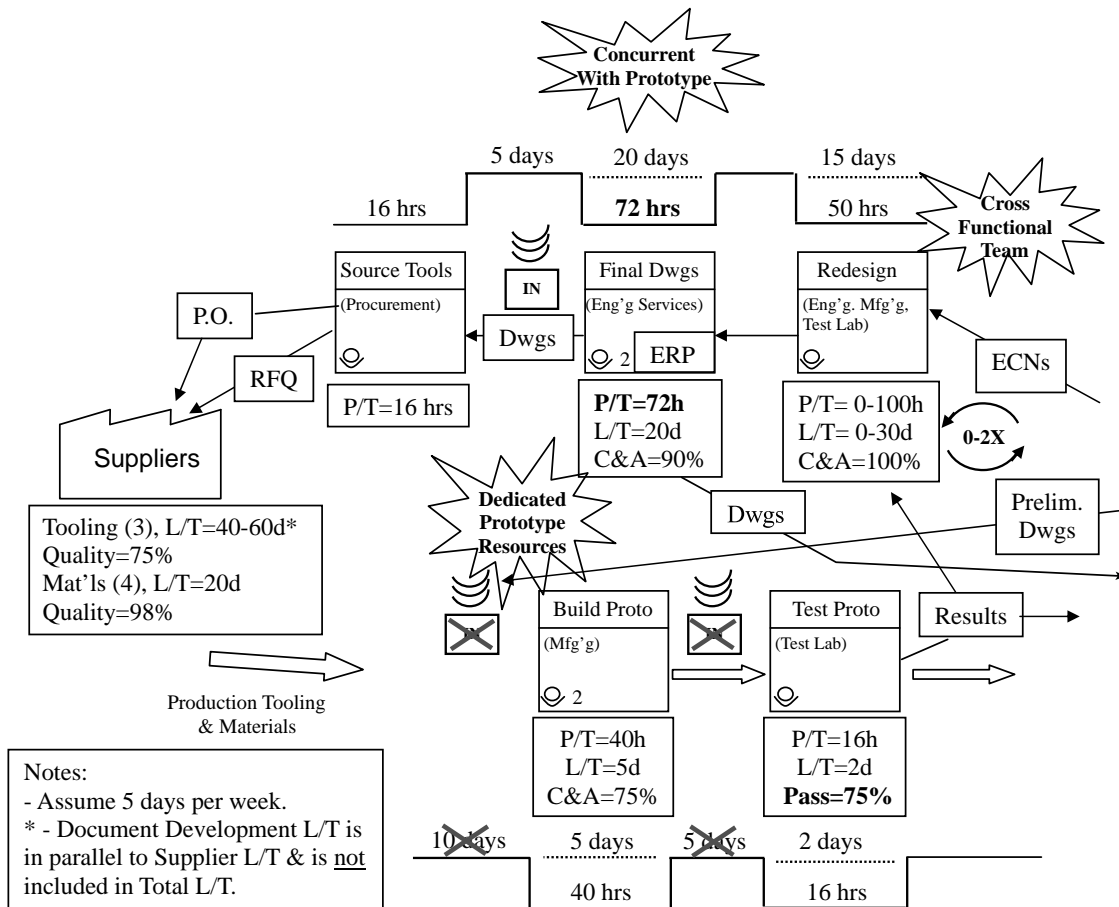 Concurrent
With Prototype
5 days
20 days
15 days
16 hrs
72 hrs
50 hrs
Cross
Functional
Team
Source Tools
(Procurement)
P/T=16 hrs
IN
Dwgs
Final Dwgs
(Eng'g Services)
2
ERP
P/T=72h
L/T=20d
C&A=90%
Redesign
(Eng'g. Mfg'g,
Test Lab)
P/T= 0-100h
L/T= 0-30d
C&A=100%
0-2X
ECNs
P.O.
RFQ
Suppliers
Tooling (3), L/T=40-60d*
Quality=75%
Mat'ls (4), L/T=20d
Quality=98%
Dedicated
Prototype
Resources
Dwgs
Prelim.
Dwgs
IN
Build Proto
(Mfg'g)
2
P/T=40h
L/T=5d
C&A=75%
IN
Test Proto
(Test Lab)
P/T=16h
L/T=2d
Pass=75%
Results
Production Tooling
& Materials
Notes:
- Assume 5 days per week.
* - Document Development L/T is
in parallel to Supplier L/T & is not
included in Total L/T.
10 days
5 days
5 days
2 days
40 hrs
16 hrs